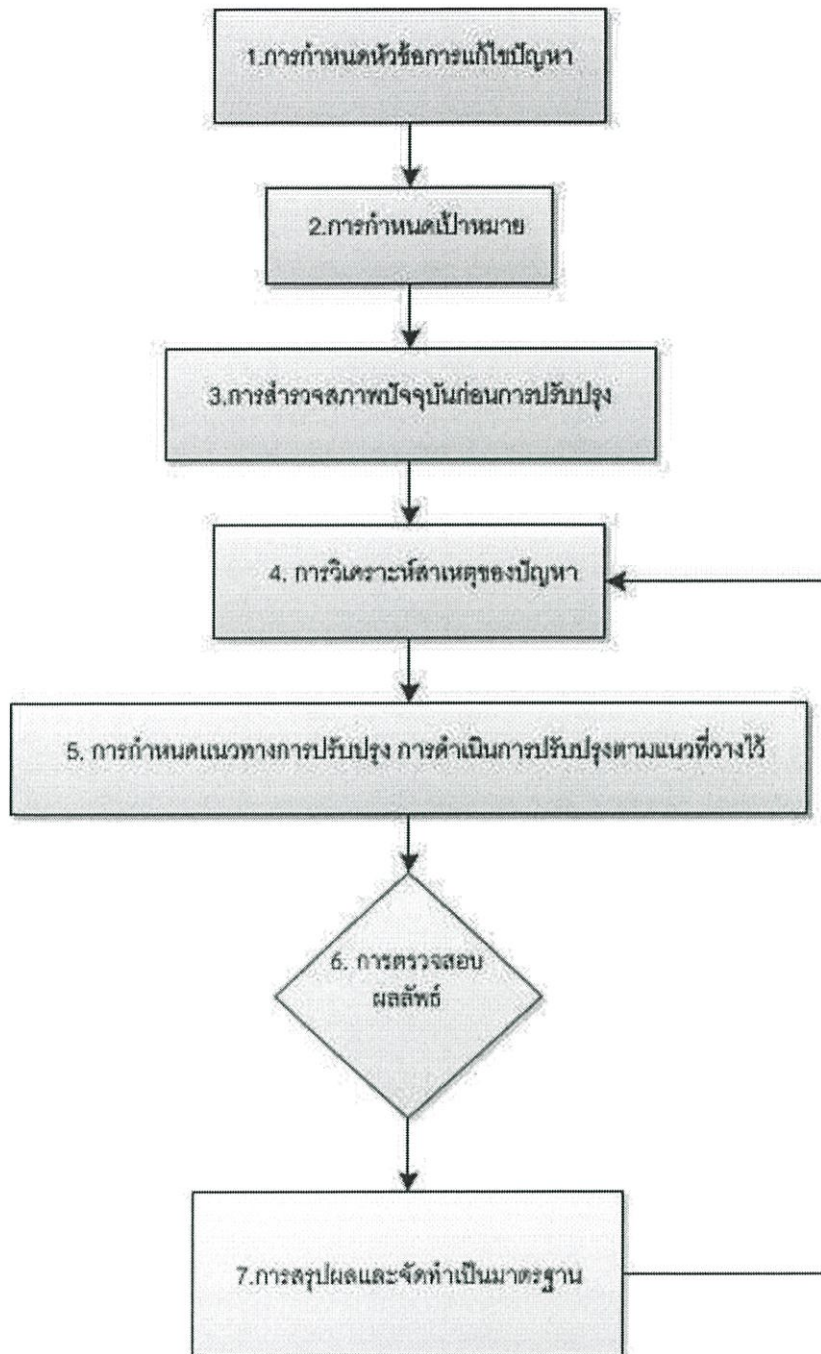 1.การกำหนดหัวข้อการแก้ไขปัญหา
2.การกำหนดเป้าหมาย
3.การสำรวจสภาพปัจจุบันก่อนการปรับปรุง
4. การวิเคราะห์สาเหตุของปัญหา
5. การกำหนดแนวทางการปรับปรุง การดำเนินการปรับปรุงตามแนวที่วางไว้
6. การตรวจสอบ
ผลลัพธ์
7.การสรุปผลและจัดทำเป็นมาตรฐาน